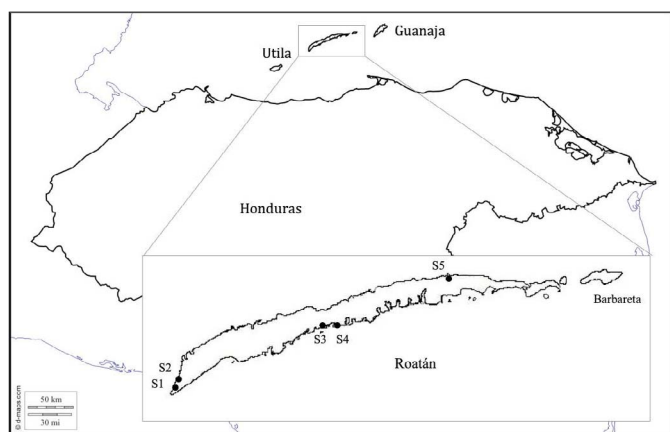 Guanaja
Utila
Honduras
S5
Barbareta
S3 S4
Roatán
S2
S1
50 km
30 mi
© d-maps.com